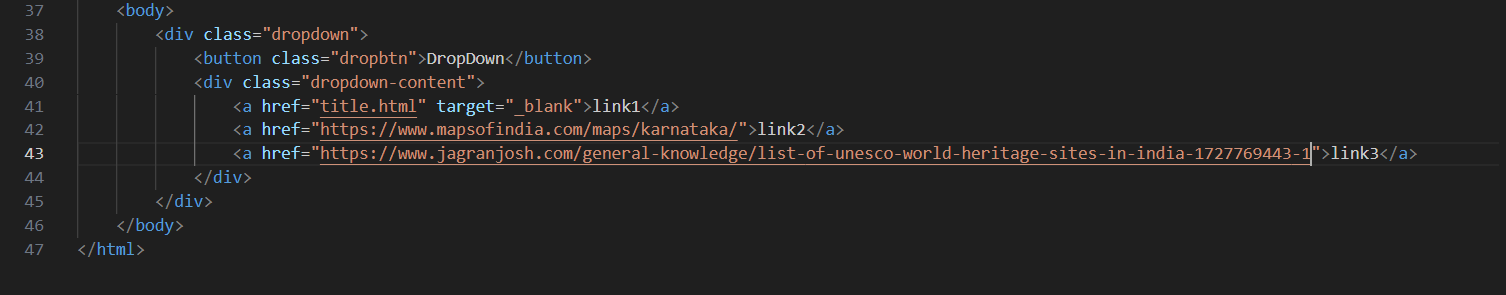 37 <body>
38 <div class="dropdown">
39 <button class="dropbtn">DropDown</button>
40 <div class="dropdown-content">
41 <a href="title.html" target="_blank">link1</a>
42 <a href="https://www.mapsofindia.com/maps/karnataka/">link2</a>
43 <a href="https://www.jagranjosh.com/general-knowledge/list-of-unesco-world-heritage-sites-in-india-1727769443-1">link3</a>
44 </div>
45 </div>
46 </body>
47 </html>